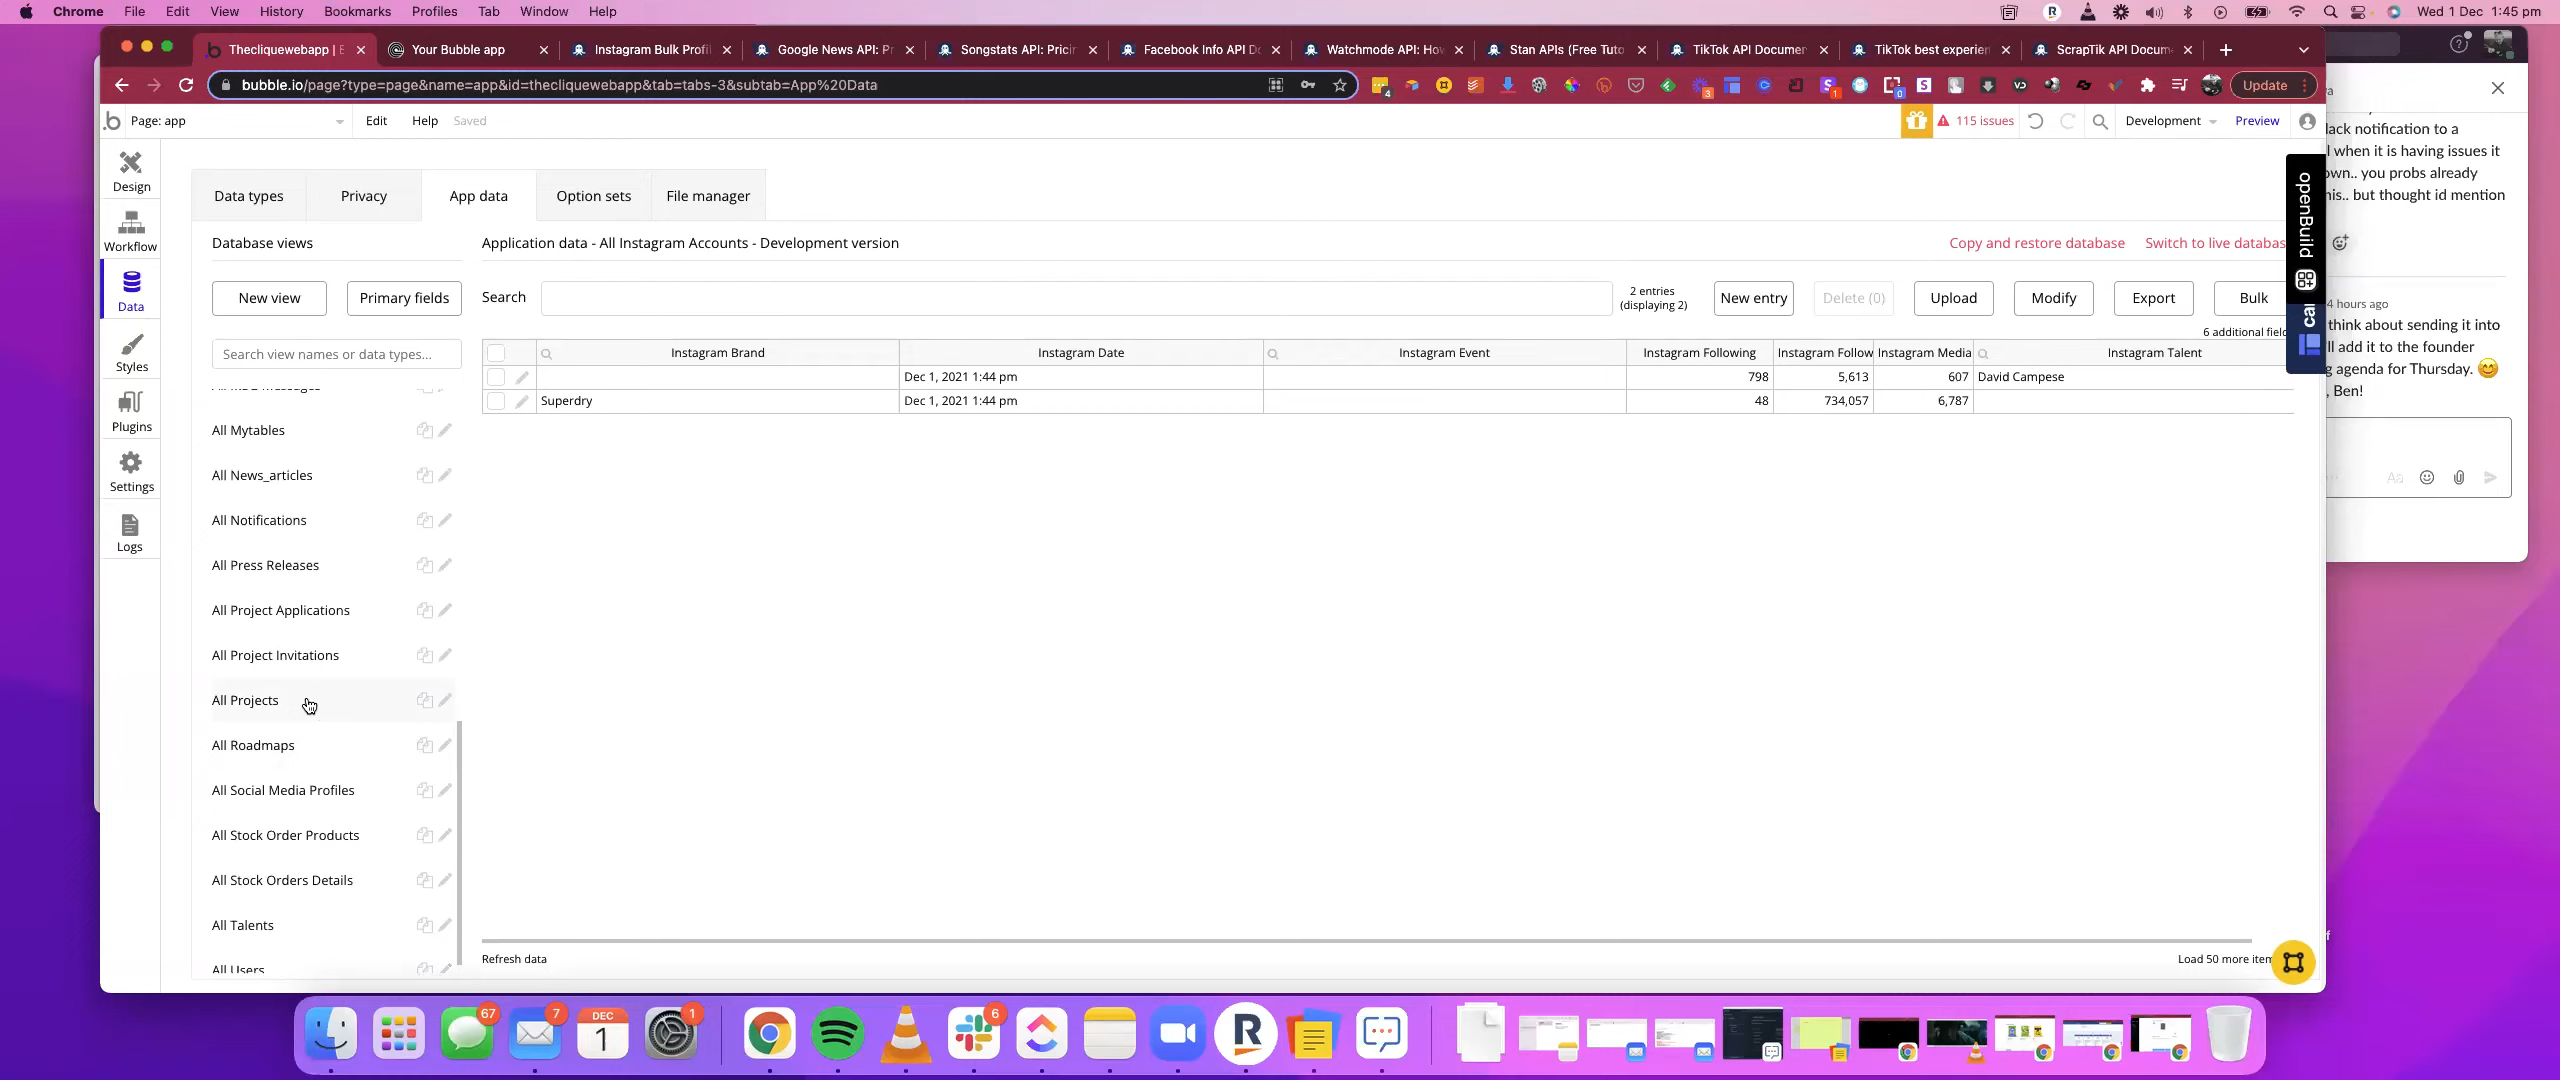 Chrome File Edit View History Bookmarks Profiles Tab Window Help Wed 1 Dec 1:45 pm
Thecliquewebapp | Your Bubble app Instagram Bulk Profi Google News API: Songstats API: Prici Facebook Info API Watchmode API: How Stan APIs (Free Tuto TikTok API Documen TikTok best experien ScrapTik API Docum
bubble.io/page?type=page&name=app&id=thecliquewebapp&tab=tabs-3&subtab=App%20Data Update
Page: app Edit Help Saved 115 issues Development Preview
Design
Workflow
Data
Styles
Plugins
Settings
Logs
Data types Privacy App data Option sets File manager
Database views
New view Primary fields
Search view names or data types...
All Mytables
All News_articles
All Notifications
All Press Releases
All Project Applications
All Project Invitations
All Projects
All Roadmaps
All Social Media Profiles
All Stock Order Products
All Stock Orders Details
All Talents
All Users
Application data - All Instagram Accounts - Development version
Copy and restore database Switch to live databas
Search
2 entries
(displaying 2)
New entry Delete (0) Upload Modify Export Bulk
6 additional field
Instagram Brand Instagram Date Instagram Event Instagram Following Instagram Follow Instagram Media Instagram Talent
Dec 1, 2021 1:44 pm 798 5,613 607 David Campese
Superdry Dec 1, 2021 1:44 pm 48 734,057 6,787
Refresh data
Load 50 more item
openBuild
ca
lack notification to a
l when it is having issues it
own.. you probs already
his.. but thought id mention
4 hours ago
think about sending it into
'll add it to the founder
g agenda for Thursday. 😊
, Ben!
Aa
67
7
DEC
1
1
6
R